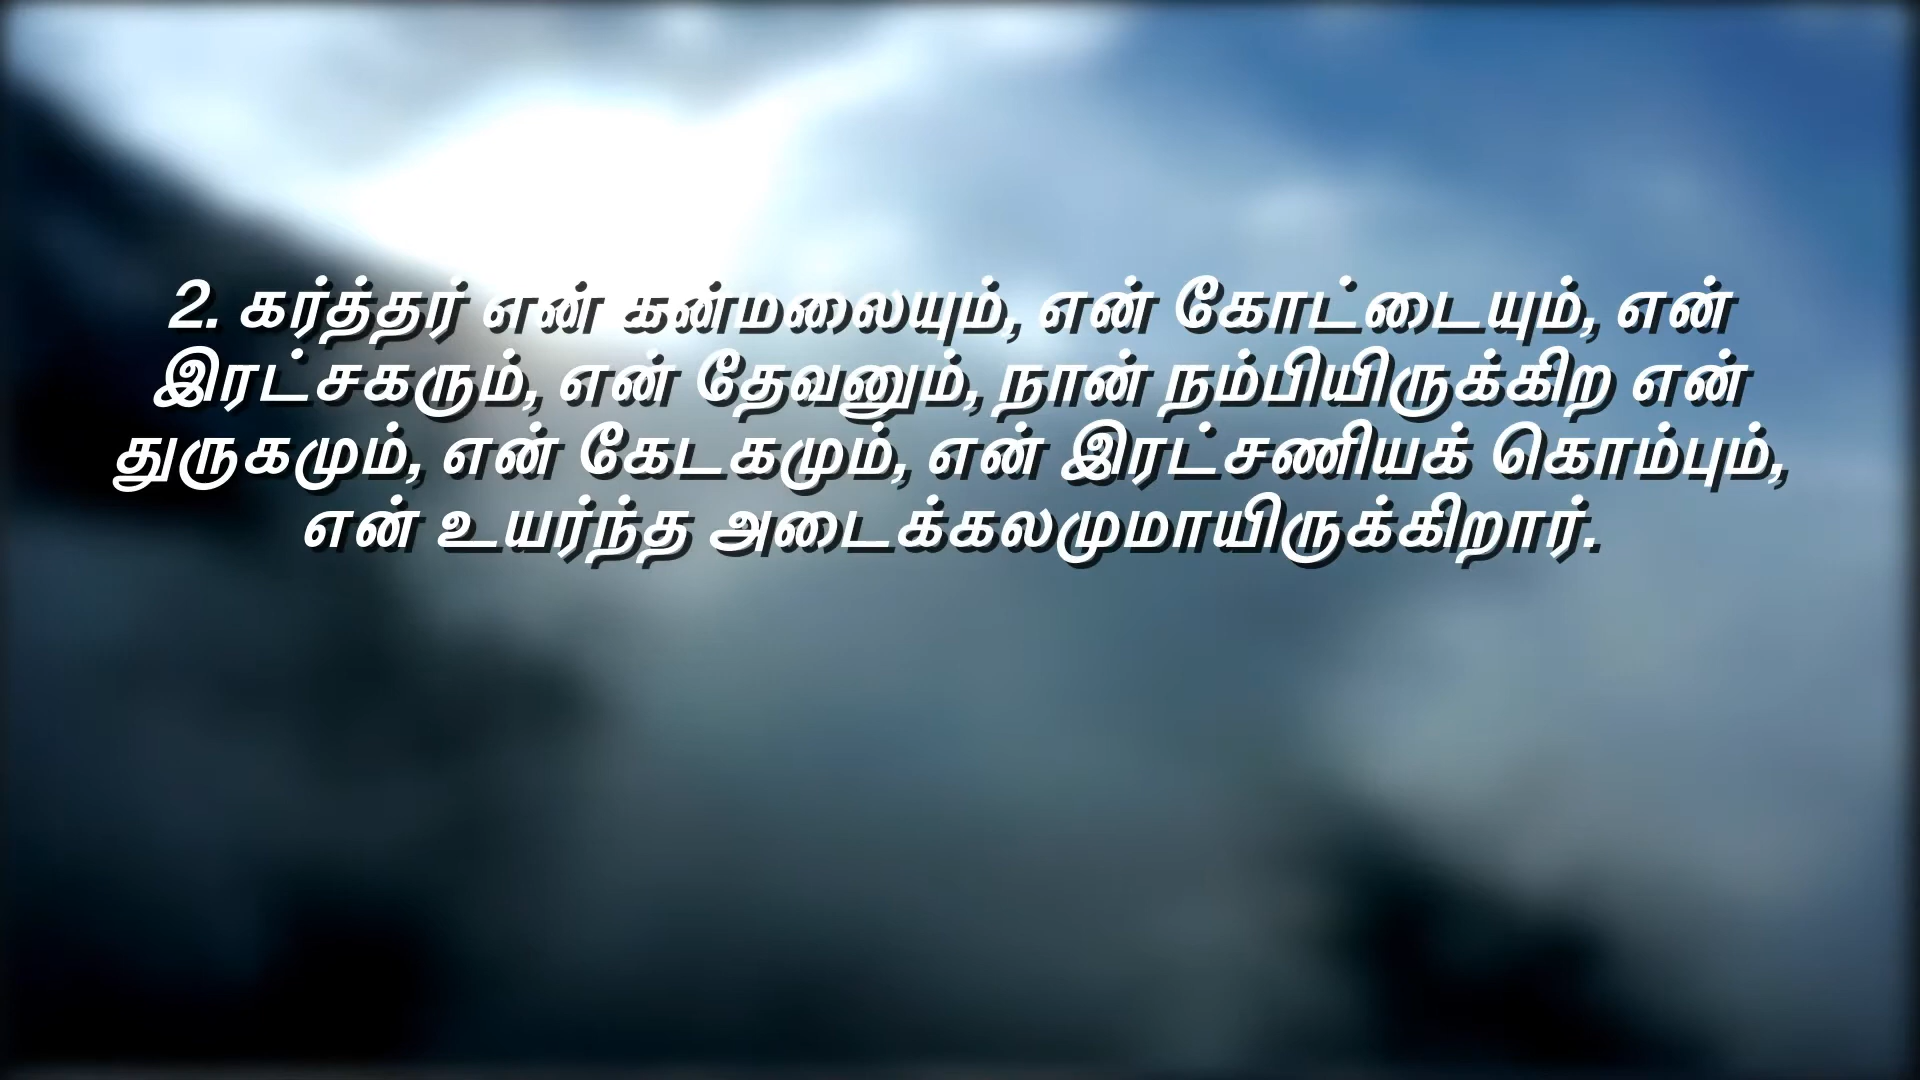 2. கர்த்தர் என் கன்மலையும், என் கோட்டையும், என்
இரட்சகரும், என் தேவனும், நான் நம்பியிருக்கிற என்
துருகமும், என் கேடகமும், என் இரட்சணியக் கொம்பும்,
என் உயர்ந்த அடைக்கலமுமாயிருக்கிறார்.